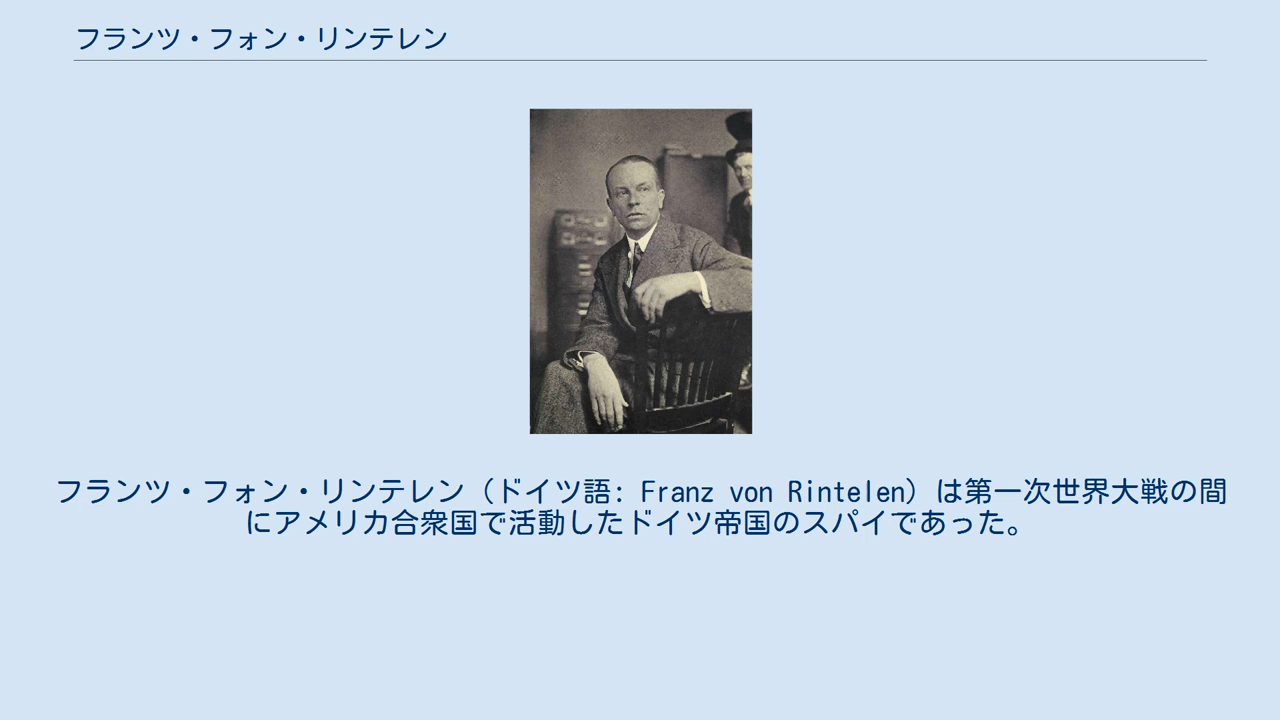 フランツ・フォン・リンテレン
フランツ・フォン・リンテレン（ドイツ語: Franz von Rintelen）は第一次世界大戦の間
にアメリカ合衆国で活動したドイツ帝国のスパイであった。